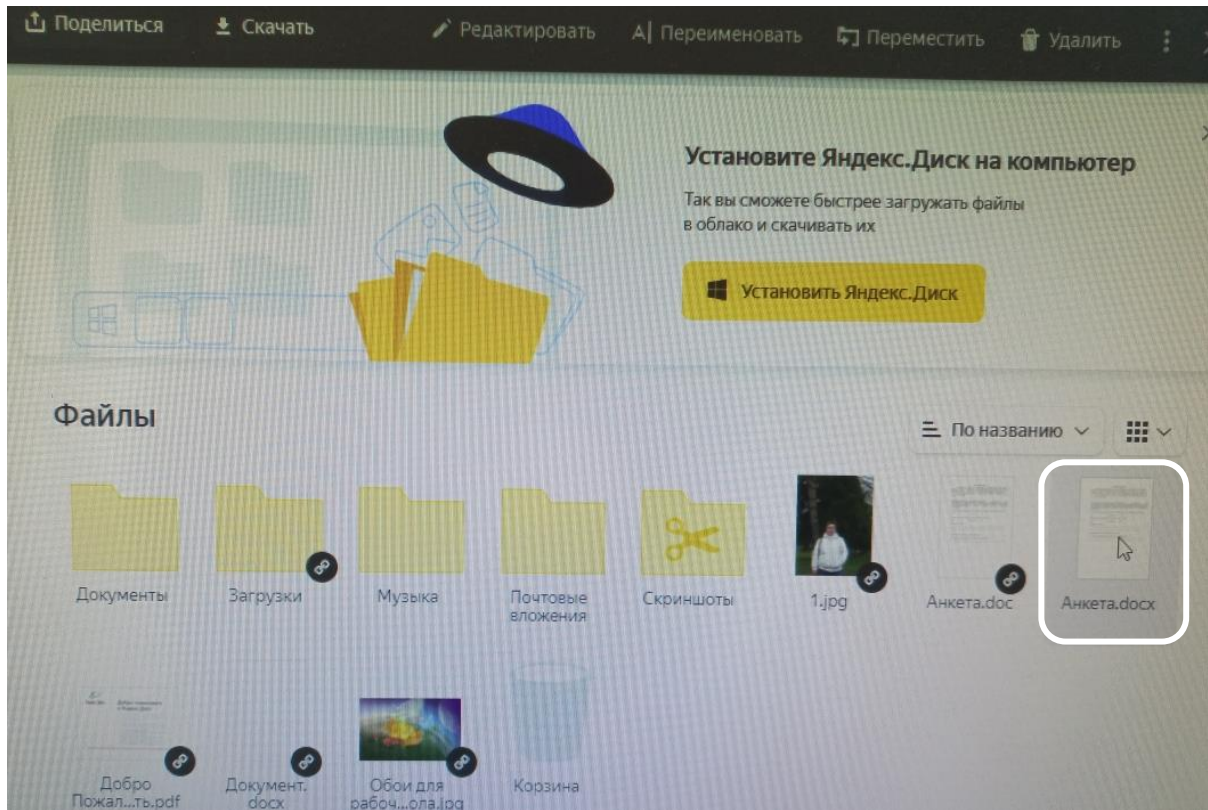 Поделиться
Скачать
Редактировать
Переименовать
Переместить
Удалить
Установите Яндекс.Диск на компьютер
Так вы сможете быстрее загружать файлы
в облако и скачивать их
Установить Яндекс.Диск
Файлы
По названию
Документы
Загрузки
Музыка
Почтовые
вложения
Скриншоты
1.jpg
Анкета.doc
Анкета.docx
Добро
Пожал...ть.pdf
Документ.
docx
Обои для
рабоч...ола.jpg
Корзина